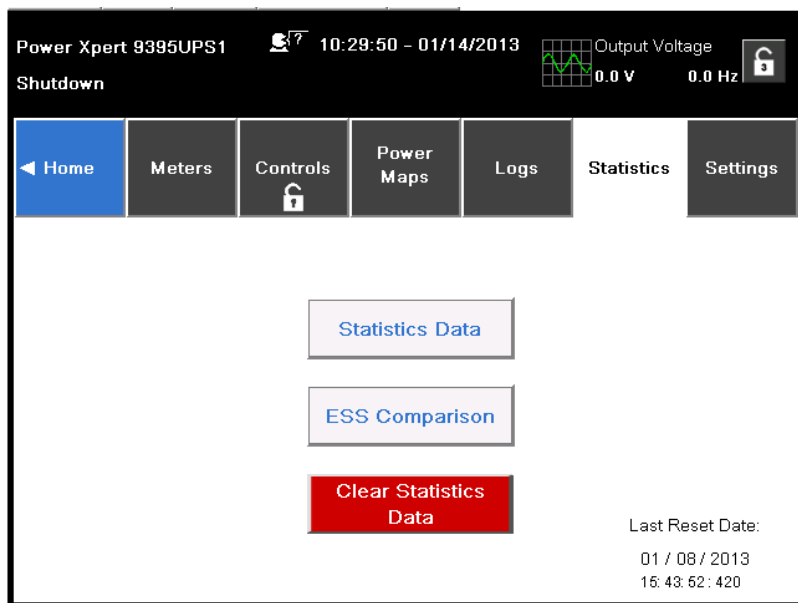 Power Xpert 9395UPS1
? 10:29:50 - 01/14/2013
Output Voltage
Shutdown
0.0 V 0.0 Hz
3
Home
Meters
Controls
Power
Maps
Logs
Statistics
Settings
Statistics Data
ESS Comparison
Clear Statistics
Data
Last Reset Date:
01 / 08 / 2013
15: 43: 52 : 420